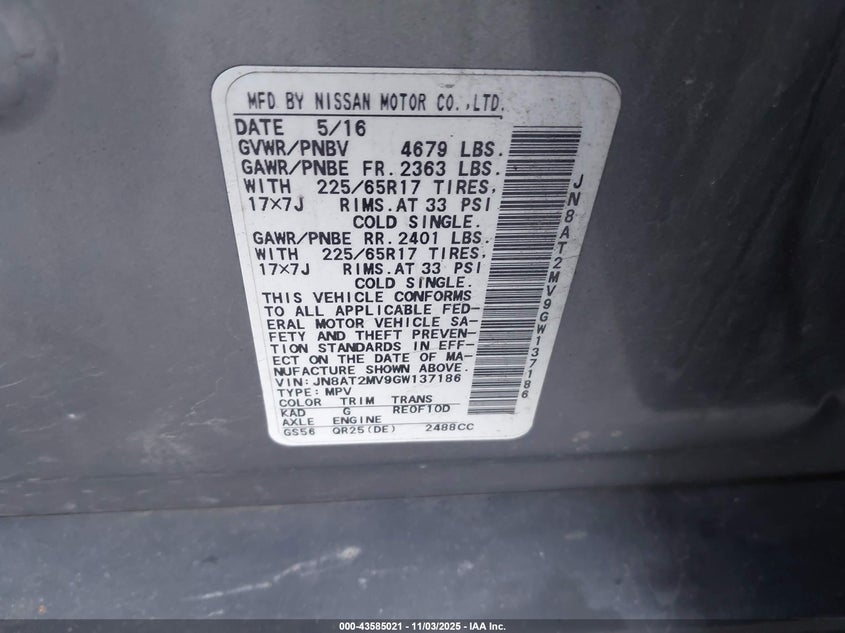 MFD BY NISSAN MOTOR CO.,LTD.
DATE 5/16
GVWR/PNBV 4679 LBS.
GAWR/PNBE FR. 2363 LBS.
WITH 225/65R17 TIRES,
17×7J RIMS. AT 33 PSI
COLD SINGLE.
GAWR/PNBE RR. 2401 LBS.
WITH 225/65R17 TIRES,
17×7J RIMS. AT 33 PSI
COLD SINGLE.
THIS VEHICLE CONFORMS
TO ALL APPLICABLE FED-
ERAL MOTOR VEHICLE SA-
FETY AND THEFT PREVEN-
TION STANDARDS IN EFF-
ECT ON THE DATE OF MA-
NUFACTURE SHOWN ABOVE.
VIN: JN8AT2MV9GW137186
TYPE: MPV
COLOR TRIM TRANS
KAD G RE0F10D
AXLE ENGINE
GS56 QR25(DE) 2488CC
JN8AT2MV9GW137186
000-43585021 - 11/03/2025 - IAA Inc.